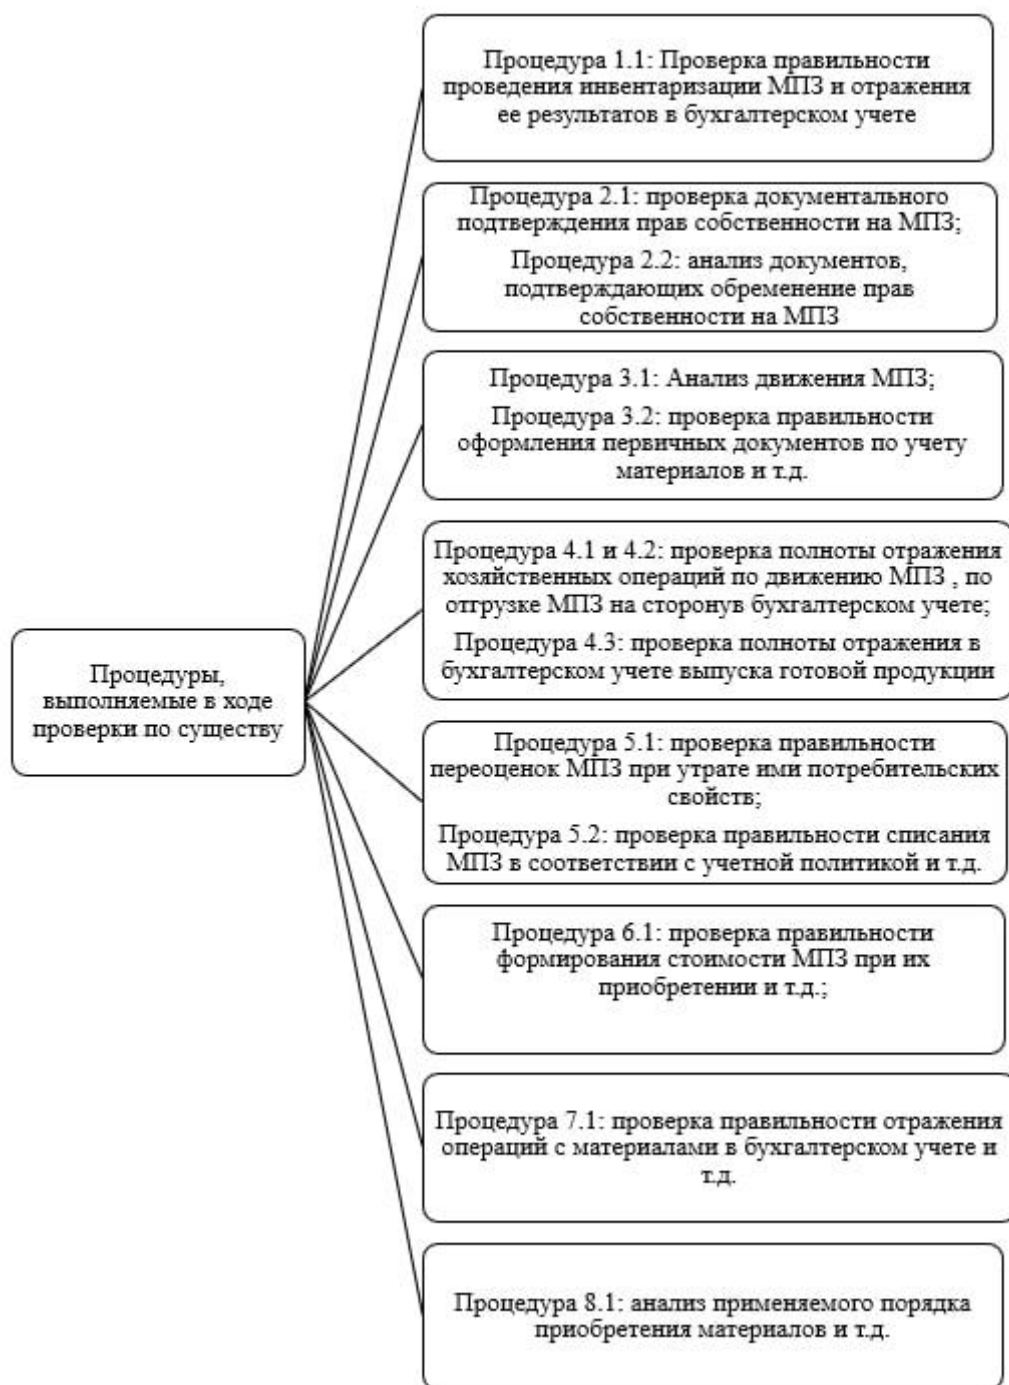 Процедура 1.1: Проверка правильности
проведения инвентаризации МПЗ и отражения
ее результатов в бухгалтерском учете
Процедура 2.1: проверка документального
подтверждения прав собственности на МПЗ;
Процедура 2.2: анализ документов,
подтверждающих обременение прав
собственности на МПЗ
Процедура 3.1: Анализ движения МПЗ;
Процедура 3.2: проверка правильности
оформления первичных документов по учету
материалов и т.д.
Процедура 4.1 и 4.2: проверка полноты отражения
хозяйственных операций по движению МПЗ , по
отгрузке МПЗ на сторонув бухгалтерском учете;
Процедура 4.3: проверка полноты отражения в
бухгалтерском учете выпуска готовой продукции
Процедуры,
выполняемые в ходе
проверки по существу
Процедура 5.1: проверка правильности
переоценок МПЗ при утрате ими потребительских
свойств;
Процедура 5.2: проверка правильности списания
МПЗ в соответствии с учетной политикой и т.д.
Процедура 6.1: проверка правильности
формирования стоимости МПЗ при их
приобретении и т.д.;
Процедура 7.1: проверка правильности отражения
операций с материалами в бухгалтерском учете и
т.д.
Процедура 8.1: анализ применяемого порядка
приобретения материалов и т.д.